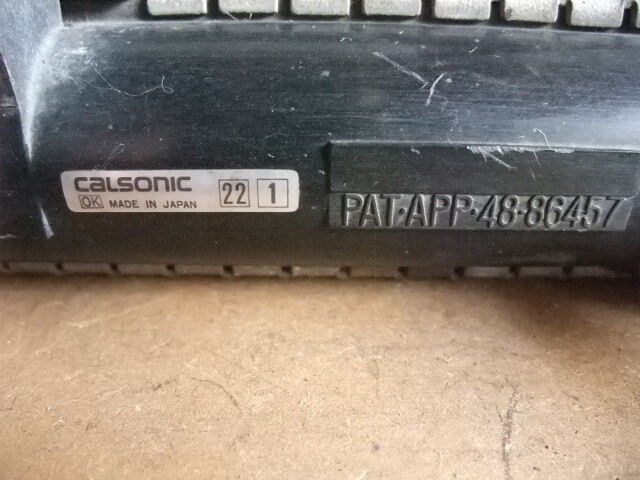 calsonic
OK MADE IN JAPAN 22 1
PAT·APP·48-86457